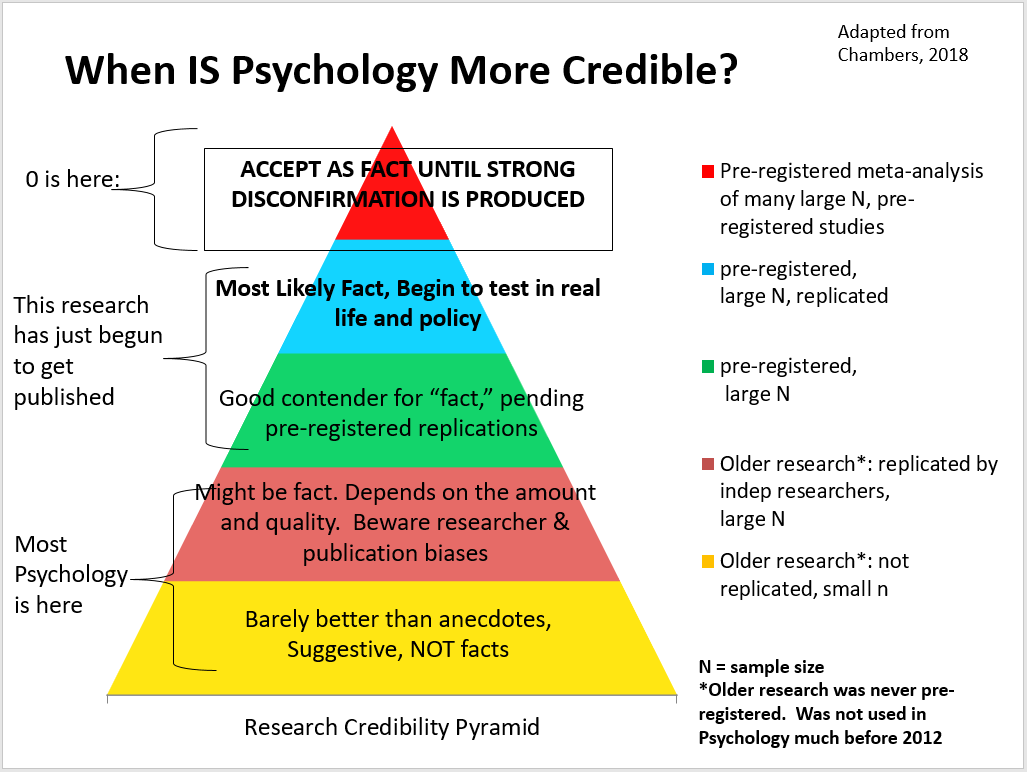 Adapted from
Chambers, 2018
When IS Psychology More Credible?
0 is here:
ACCEPT AS FACT UNTIL STRONG
DISCONFIRMATION IS PRODUCED
Most Likely Fact, Begin to test in real
life and policy
This research
has just begun
to get
published
Good contender for “fact,” pending
pre-registered replications
Might be fact. Depends on the amount
and quality.  Beware researcher &
publication biases
Most
Psychology
is here
Barely better than anecdotes,
Suggestive, NOT facts
Research Credibility Pyramid
Pre-registered meta-analysis
of many large N, pre-
registered studies
pre-registered,
large N, replicated
pre-registered,
large N
Older research*: replicated by
indep researchers,
large N
Older research*: not
replicated, small n
N = sample size
*Older research was never pre-
registered.  Was not used in
Psychology much before 2012